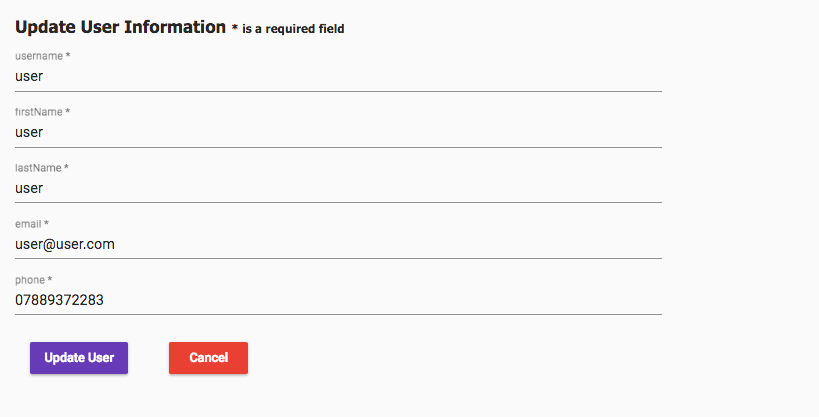 Update User Information * is a required field
username *
user
firstName *
user
lastName *
user
email *
user@user.com
phone *
07889372283
Update User Cancel